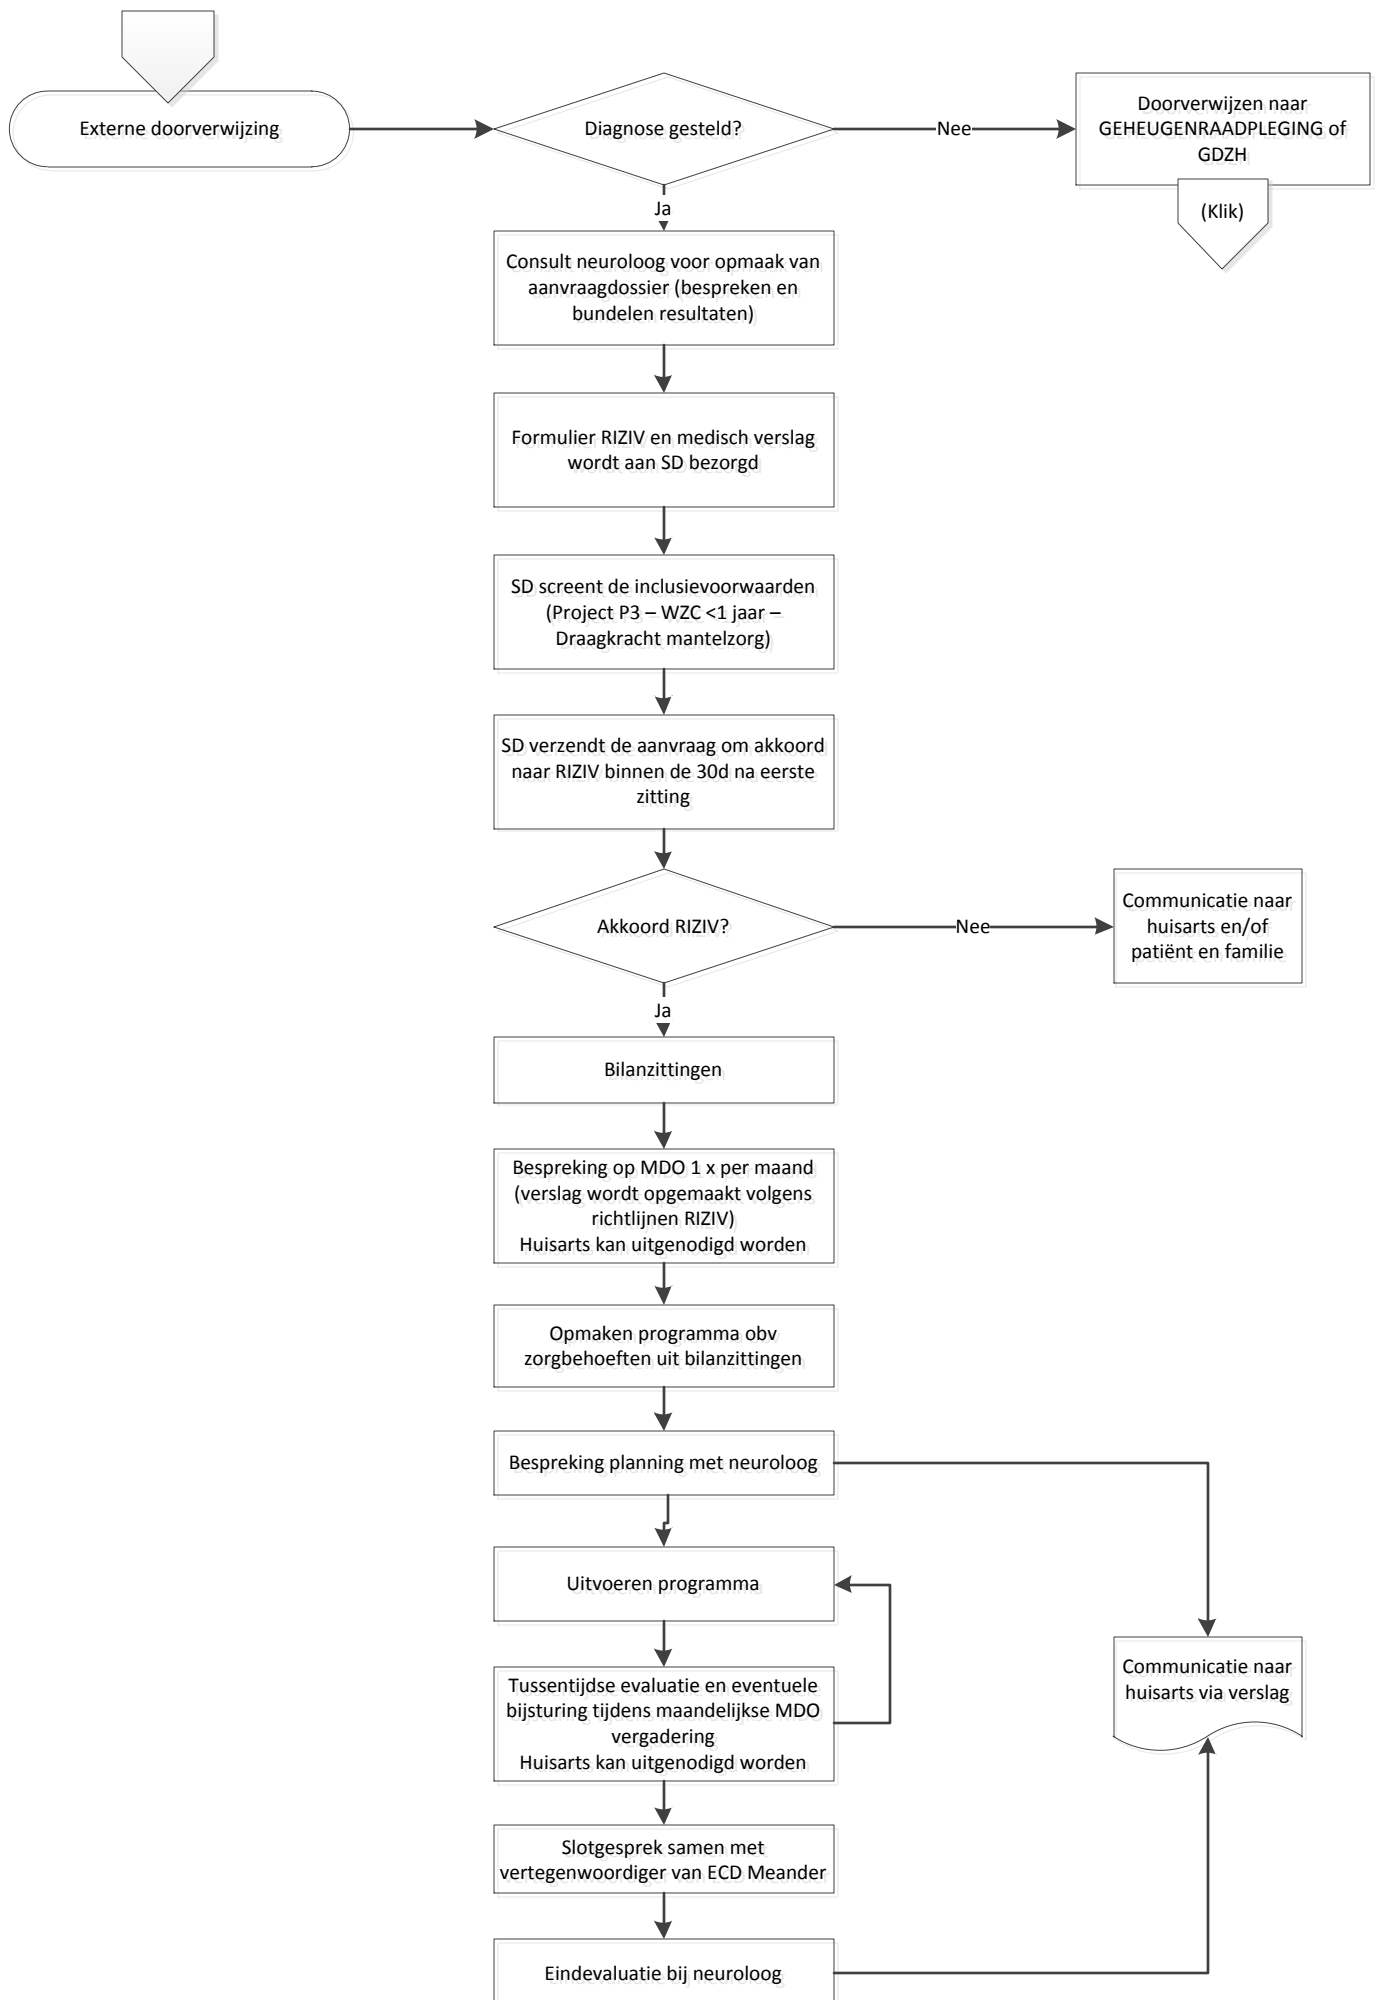 Externe doorverwijzing
Diagnose gesteld?
Nee
Doorverwijzen naar
GEHEUGENRAADPLEGING of
GDZH
(Klik)
Ja
Consult neuroloog voor opmaak van
aanvraagdossier (bespreken en
bundelen resultaten)
Formulier RIZIV en medisch verslag
wordt aan SD bezorgd
SD screent de inclusievoorwaarden
(Project P3 – WZC <1 jaar –
Draagkracht mantelzorg)
SD verzendt de aanvraag om akkoord
naar RIZIV binnen de 30d na eerste
zitting
Akkoord RIZIV?
Nee
Communicatie naar
huisarts en/of
patiënt en familie
Ja
Bilanzittingen
Bespreking op MDO 1 x per maand
(verslag wordt opgemaakt volgens
richtlijnen RIZIV)
Huisarts kan uitgenodigd worden
Opmaken programma obv
zorgbehoeften uit bilanzittingen
Bespreking planning met neuroloog
Uitvoeren programma
Tussentijdse evaluatie en eventuele
bijsturing tijdens maandelijkse MDO
vergadering
Huisarts kan uitgenodigd worden
Communicatie naar
huisarts via verslag
Slotgesprek samen met
vertegenwoordiger van ECD Meander
Eindevaluatie bij neuroloog